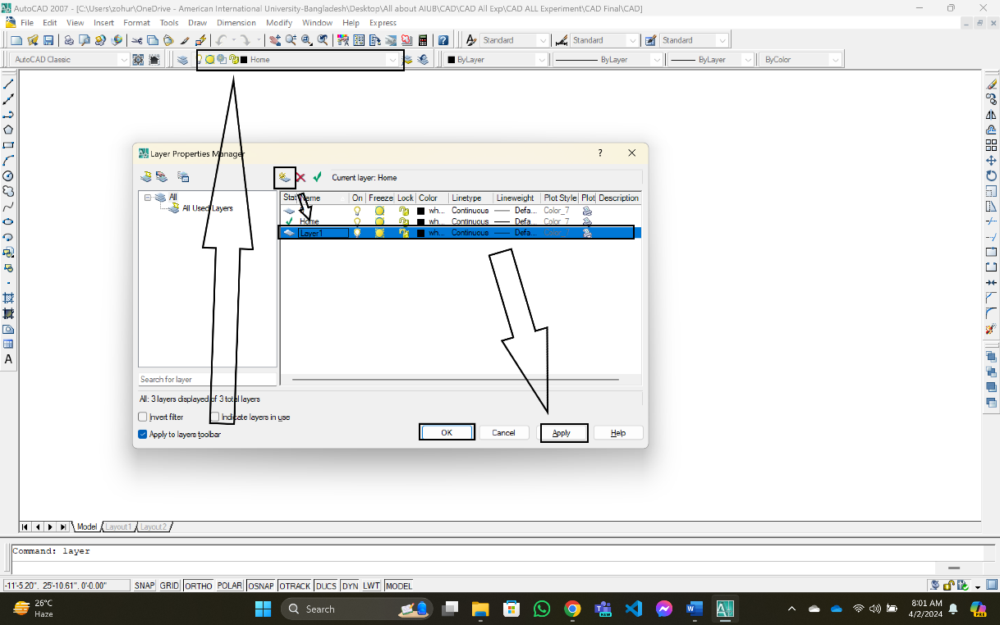 AutoCAD 2007 - [C:\Users\zohur\OneDrive - American International University-Bangladesh\Desktop\All about AIUB\CAD\CAD All Exp\CAD ALL Experiment\CAD Final\CAD]
File Edit View Insert Format Tools Draw Dimension Modify Window Help Express
Standard Standard Standard
AutoCAD Classic Home ByLayer ByLayer ByLayer ByColor
Layer Properties Manager ?
Current layer: Home
All
All Used Layers
Name On Freeze Lock Color Linetype Lineweight Plot Style Plot Description
wh... Continuous Defa... Color_7
Home wh... Continuous Defa... Color_7
Layer1 wh... Continuous Defa... Color_7
Search for layer
All: 3 layers displayed of 3 total layers
Invert filter Indicate layers in use
Apply to layers toolbar
OK Cancel Apply Help
A
Model Layout1 Layout2
Command: layer
-11'-5.20", 25'-10.61", 0'-0.00" SNAP GRID ORTHO POLAR OSNAP OTRACK DUCS DYN LWT MODEL
26°C
Haze
Search
8:01 AM
4/2/2024
PRE